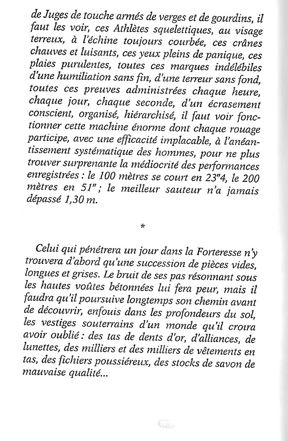 de Juges de touche armés de verges et de gourdins, il
faut les voir, ces Athlètes squelettiques, au visage
terreux, à l'échine toujours courbée, ces crânes
chauves et luisants, ces yeux pleins de panique, ces
plaies purulentes, toutes ces marques indélébiles
d'une humiliation sans fin, d'une terreur sans fond,
toutes ces preuves administrées chaque heure,
chaque jour, chaque seconde, d'un écrasement
conscient, organisé, hiérarchisé, il faut voir fonc-
tionner cette machine énorme dont chaque rouage
participe, avec une efficacité implacable, à l'anéan-
tissement systématique des hommes, pour ne plus
trouver surprenante la médiocrité des performances
enregistrées : le 100 mètres se court en 23"4, le 200
mètres en 51" ; le meilleur sauteur n'a jamais
dépassé 1,30 m.
*
Celui qui pénétrera un jour dans la Forteresse n'y
trouvera d'abord qu'une succession de pièces vides,
longues et grises. Le bruit de ses pas résonnant sous
les hautes voûtes bétonnées lui fera peur, mais il
faudra qu'il poursuive longtemps son chemin avant
de découvrir, enfouis dans les profondeurs du sol,
les vestiges souterrains d'un monde qu'il croira
avoir oublié : des tas de dents d'or, d'alliances, de
lunettes, des milliers et des milliers de vêtements en
tas, des fichiers poussiéreux, des stocks de savon de
mauvaise qualité...